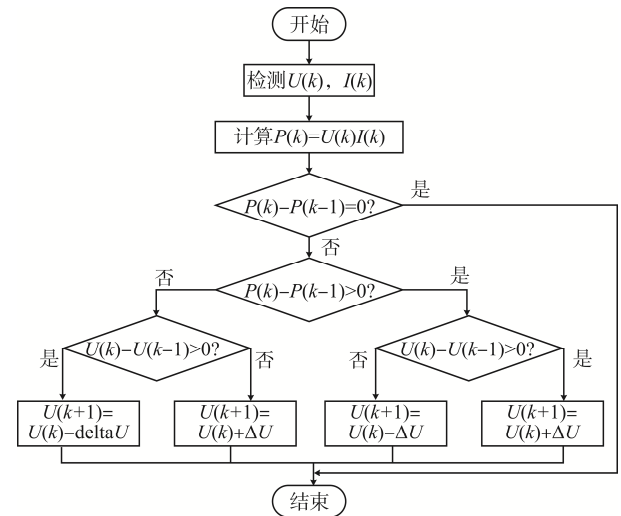 开始
检测U(k)，I(k)
计算P(k)−U(k)I(k)
P(k)−P(k−1)=0?
是
否
P(k)−P(k−1)>0?
否
是
U(k)−U(k−1)>0?
是
否
U(k)−U(k−1)>0?
否
是
U(k+1)=
U(k)−deltaU
U(k+1)=
U(k)+ΔU
U(k+1)=
U(k)−ΔU
U(k+1)=
U(k)+ΔU
结束